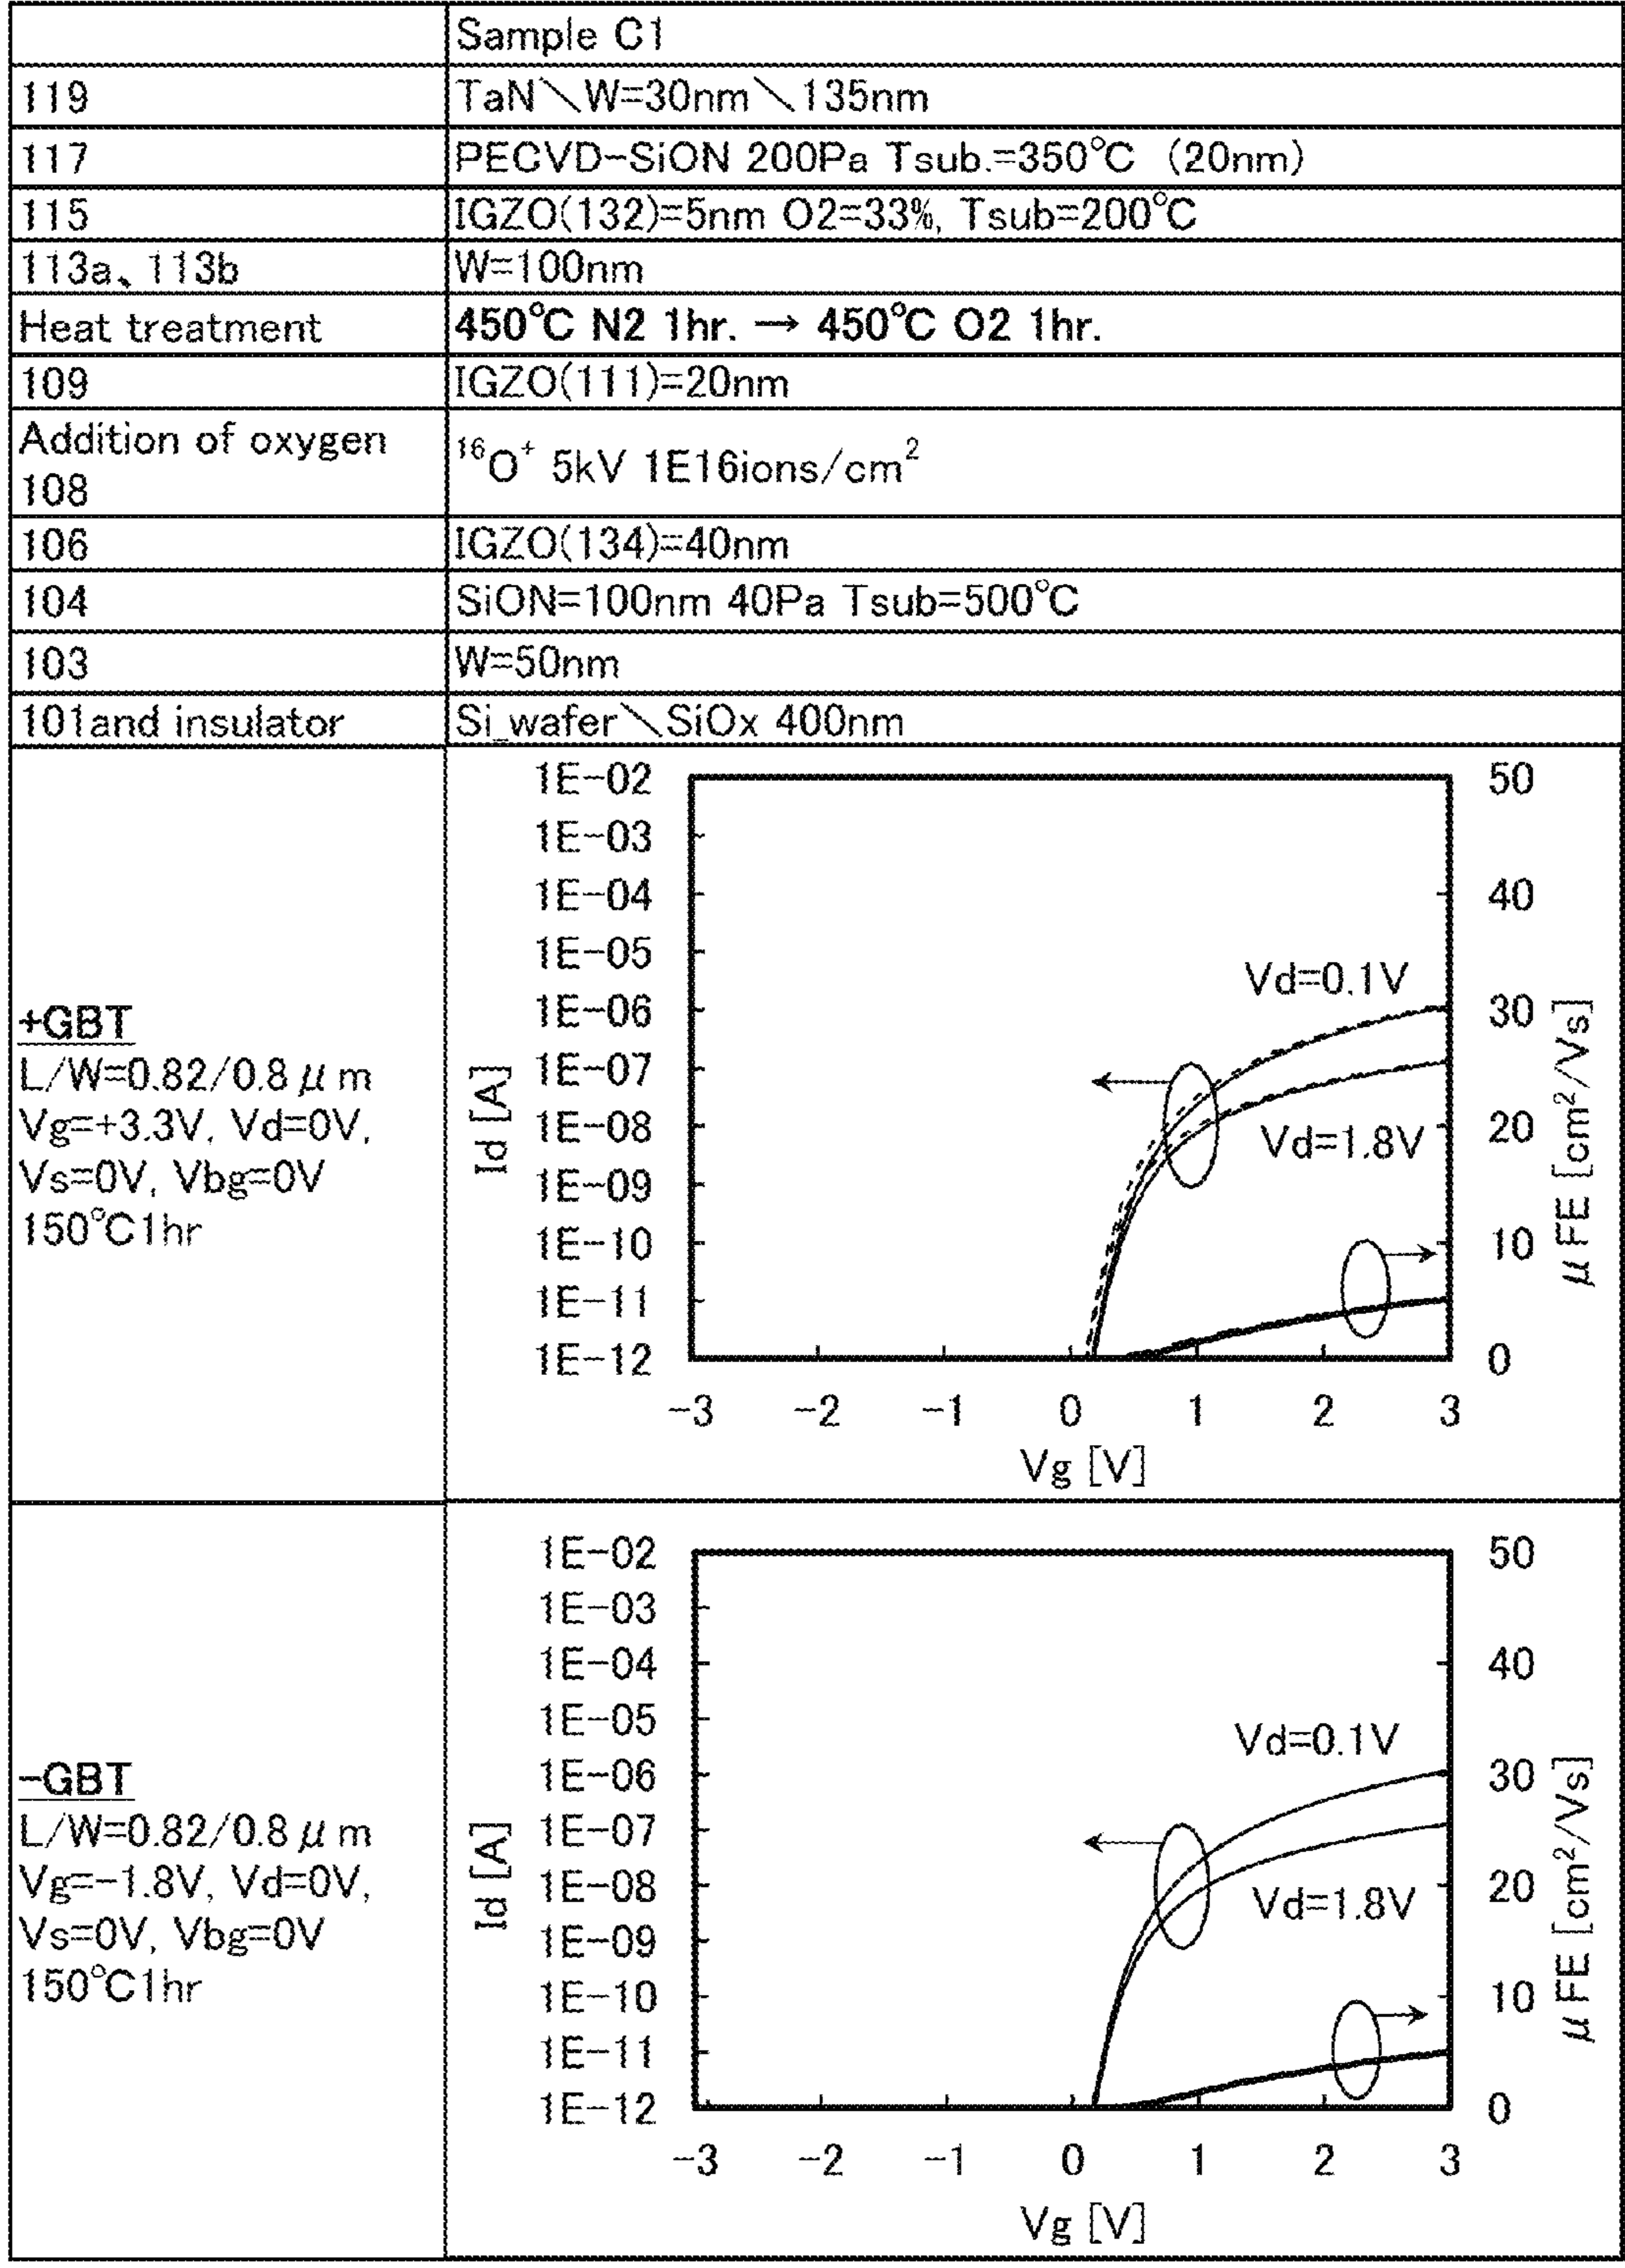 Sample C1
119 TaN＼W=30nm＼135nm
117 PECVD-SiON 200Pa Tsub.=350℃ (20nm)
115 IGZO(132)=5nm O2=33%, Tsub=200℃
113a、113b W=100nm
Heat treatment 450℃ N2 1hr. → 450℃ O2 1hr.
109 IGZO(111)=20nm
Addition of oxygen
108
¹⁶O⁺ 5kV 1E16ions/cm²
106 IGZO(134)=40nm
104 SiON=100nm 40Pa Tsub=500℃
103 W=50nm
101and insulator Si_wafer＼SiOx 400nm
+GBT
L/W=0.82/0.8μm
Vg=+3.3V, Vd=0V,
Vs=0V, Vbg=0V
150℃1hr
Id [A]
1E-02
1E-03
1E-04
1E-05
1E-06
1E-07
1E-08
1E-09
1E-10
1E-11
1E-12
Vd=0.1V
Vd=1.8V
50
40
30
20
10
0
μFE [cm²/Vs]
-3 -2 -1 0 1 2 3
Vg [V]
-GBT
L/W=0.82/0.8μm
Vg=-1.8V, Vd=0V,
Vs=0V, Vbg=0V
150℃1hr
Id [A]
1E-02
1E-03
1E-04
1E-05
1E-06
1E-07
1E-08
1E-09
1E-10
1E-11
1E-12
Vd=0.1V
Vd=1.8V
50
40
30
20
10
0
μFE [cm²/Vs]
-3 -2 -1 0 1 2 3
Vg [V]